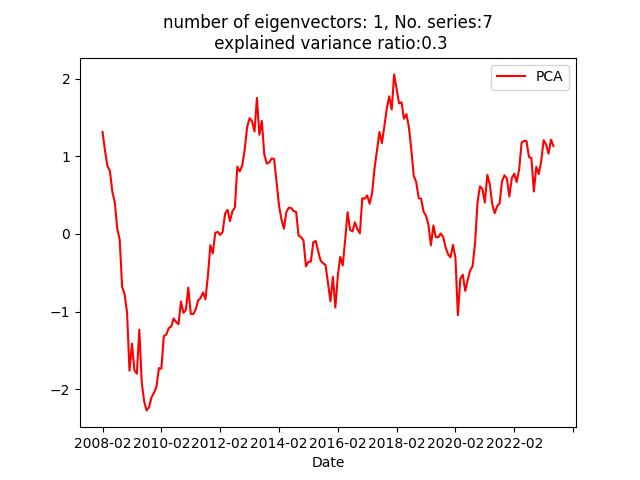 number of eigenvectors: 1, No. series:7
explained variance ratio:0.3
PCA
2
1
0
−1
−2
2008-02 2010-02 2012-02 2014-02 2016-02 2018-02 2020-02 2022-02
Date